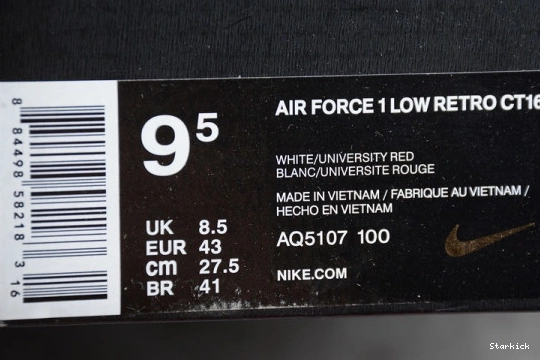 8 84498 58218 3 16
9.5
AIR FORCE 1 LOW RETRO CT16
WHITE/UNIVERSITY RED
BLANC/UNIVERSITE ROUGE
MADE IN VIETNAM / FABRIQUE AU VIETNAM /
HECHO EN VIETNAM
UK 8.5
EUR 43
cm 27.5
BR 41
AQ5107 100
NIKE.COM
Starkick